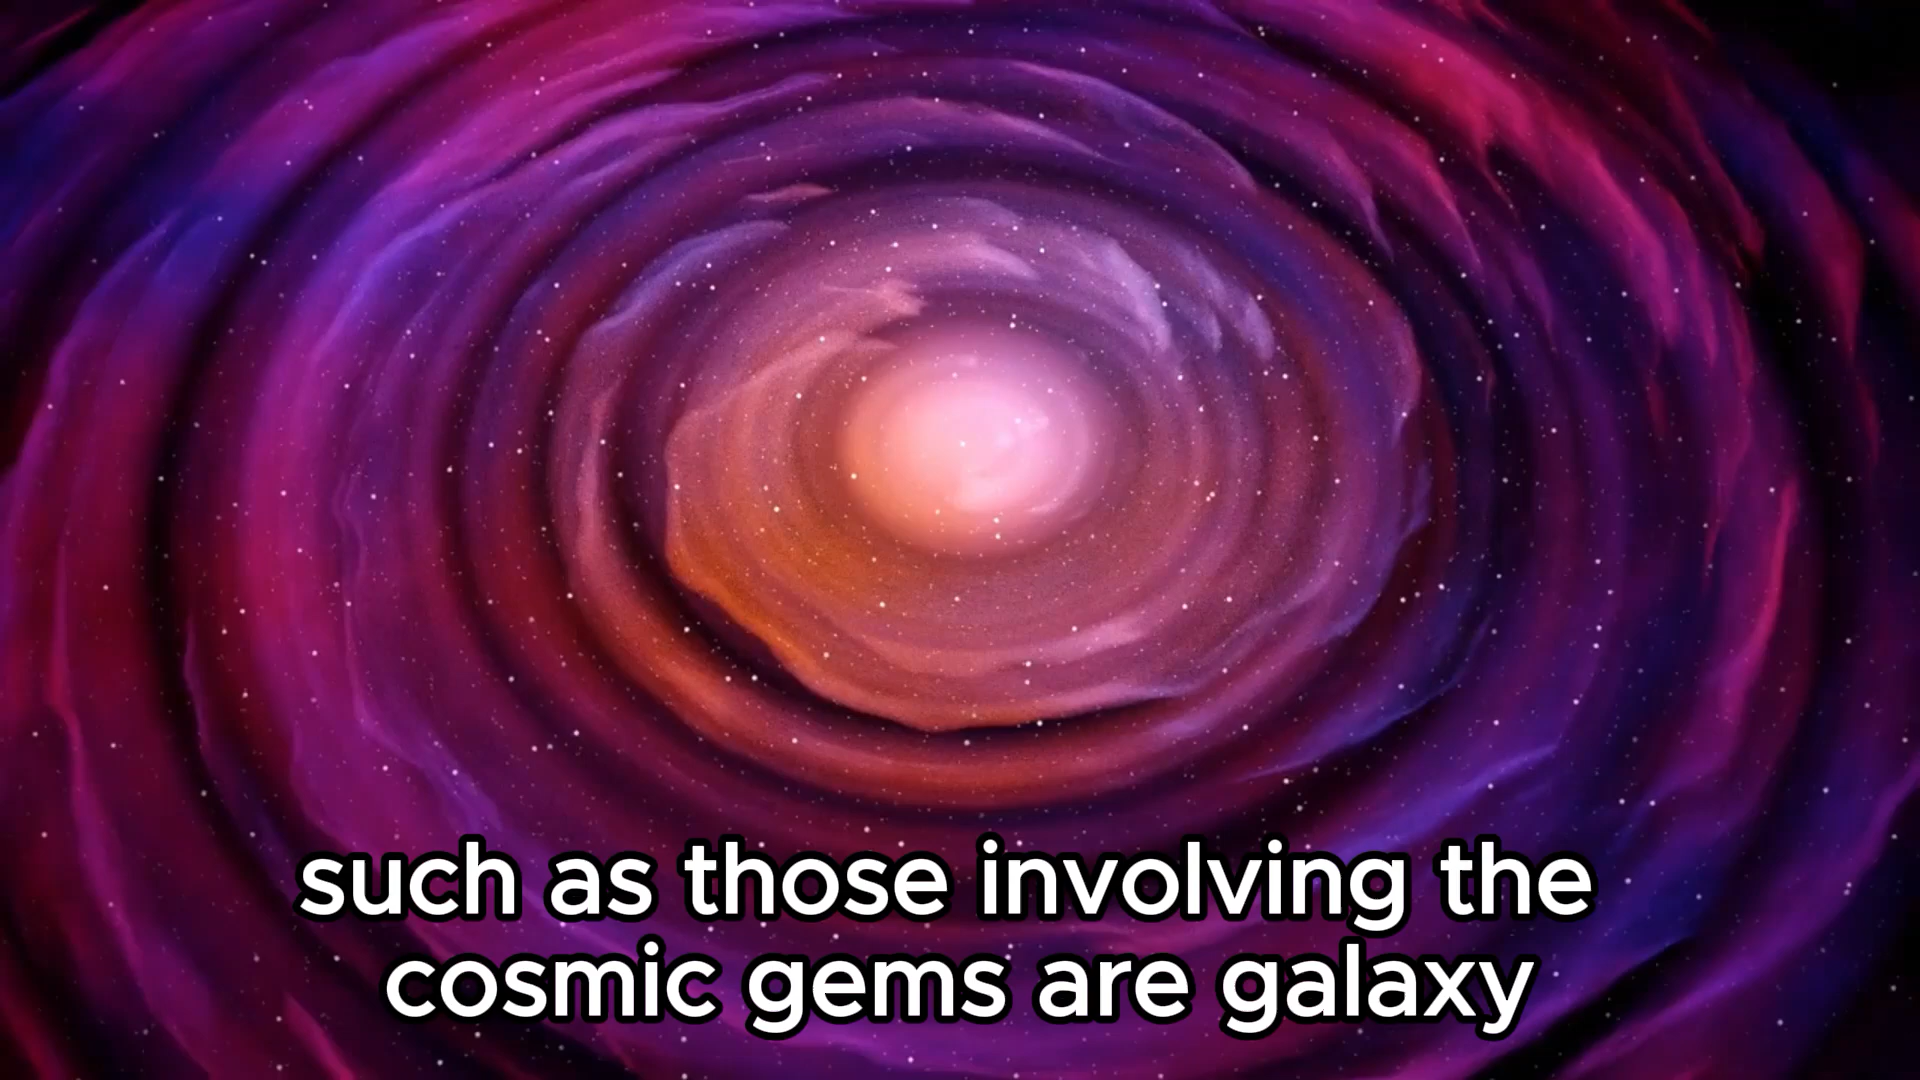 such as those involving the
cosmic gems are galaxy